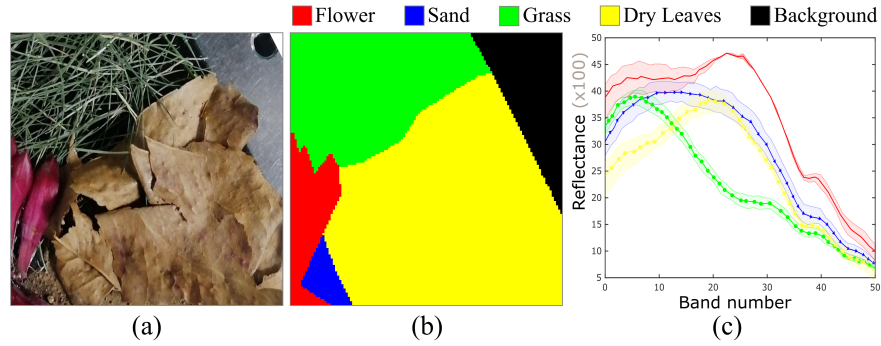 Flower Sand Grass Dry Leaves Background
50
45
40
35
30
25
20
15
10
5
Reflectance (x100)
0 10 20 30 40 50
Band number
(a) (b) (c)